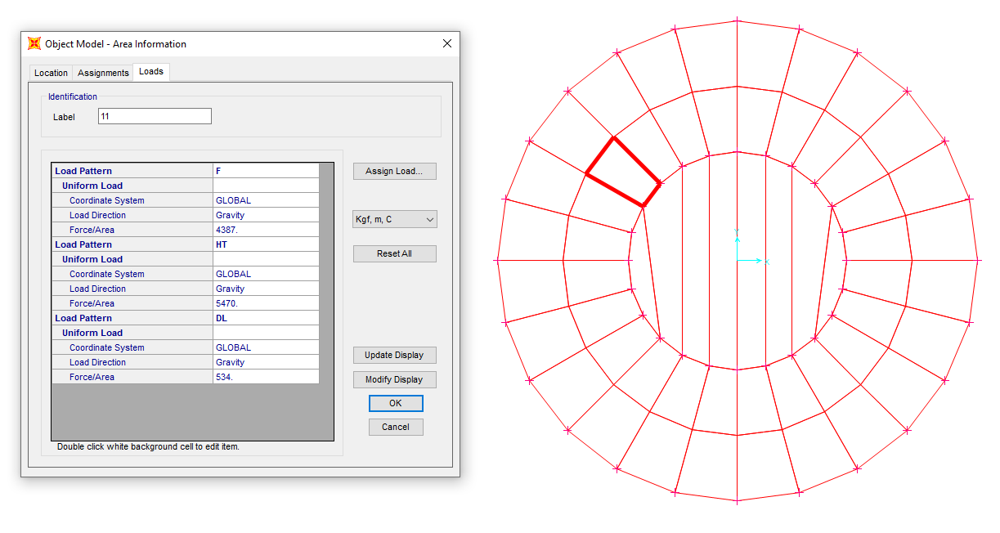 Object Model - Area Information
Location Assignments Loads
Identification
Label 11
Load Pattern F
Uniform Load
Coordinate System GLOBAL
Load Direction Gravity
Force/Area 4387.
Load Pattern HT
Uniform Load
Coordinate System GLOBAL
Load Direction Gravity
Force/Area 5470.
Load Pattern DL
Uniform Load
Coordinate System GLOBAL
Load Direction Gravity
Force/Area 534.
Double click white background cell to edit item.
Assign Load...
Kgf, m, C
Reset All
Update Display
Modify Display
OK
Cancel
Y
X